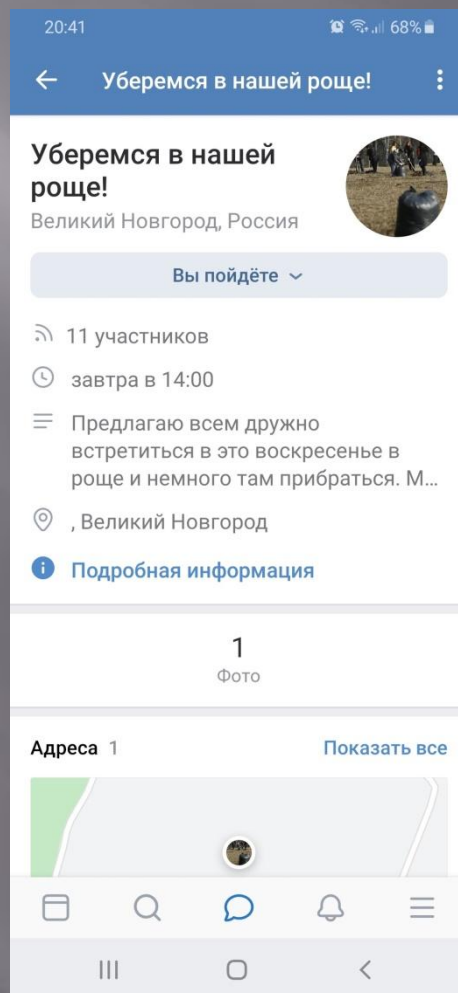 20:41
68%
Уберемся в нашей роще!
Уберемся в нашей
роще!
Великий Новгород, Россия
Вы пойдёте
11 участников
завтра в 14:00
Предлагаю всем дружно
встретиться в это воскресенье в
роще и немного там прибраться. М...
, Великий Новгород
Подробная информация
1
Фото
Адреса 1
Показать все